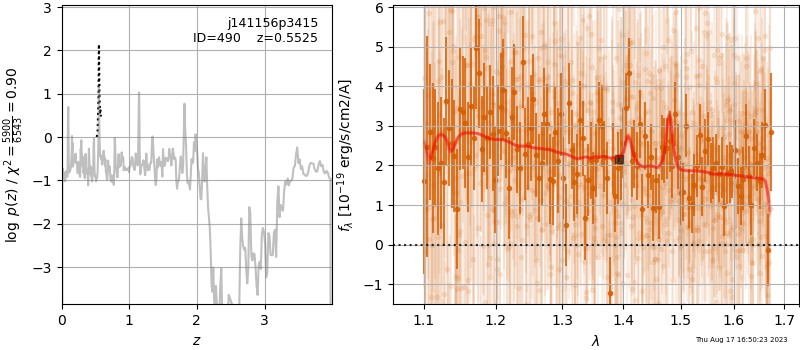 j141156p3415
ID=490 z=0.5525
log p(z) / χ² = 5900/6543 = 0.90
3
2
1
0
−1
−2
−3
0 1 2 3
z
fλ [10⁻¹⁹ erg/s/cm2/A]
6
5
4
3
2
1
0
−1
1.1 1.2 1.3 1.4 1.5 1.6 1.7
λ
Thu Aug 17 16:50:23 2023